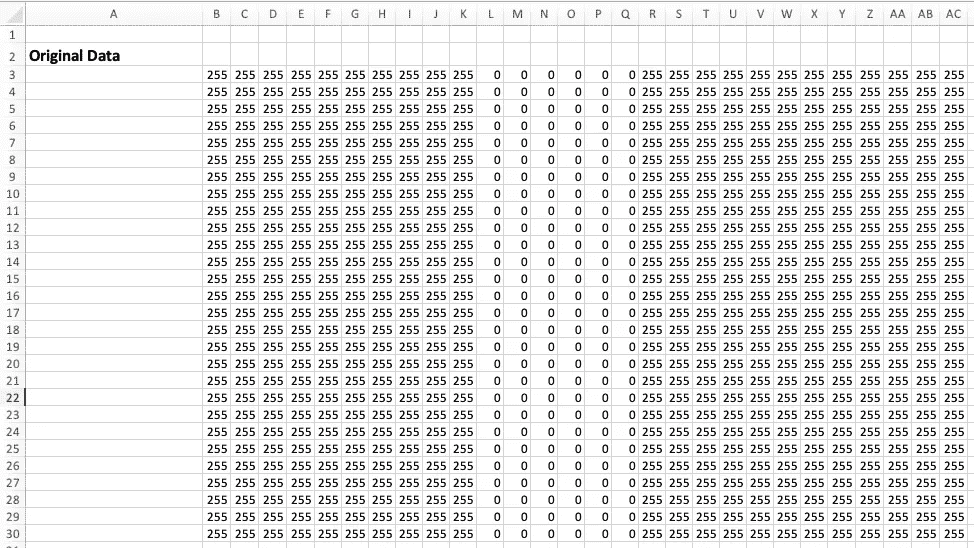 A B C D E F G H I J K L M N O P Q R S T U V W X Y Z AA AB AC
1
2 Original Data
3 255 255 255 255 255 255 255 255 255 255 0 0 0 0 0 0 255 255 255 255 255 255 255 255 255 255 255 255
4 255 255 255 255 255 255 255 255 255 255 0 0 0 0 0 0 255 255 255 255 255 255 255 255 255 255 255 255
5 255 255 255 255 255 255 255 255 255 255 0 0 0 0 0 0 255 255 255 255 255 255 255 255 255 255 255 255
6 255 255 255 255 255 255 255 255 255 255 0 0 0 0 0 0 255 255 255 255 255 255 255 255 255 255 255 255
7 255 255 255 255 255 255 255 255 255 255 0 0 0 0 0 0 255 255 255 255 255 255 255 255 255 255 255 255
8 255 255 255 255 255 255 255 255 255 255 0 0 0 0 0 0 255 255 255 255 255 255 255 255 255 255 255 255
9 255 255 255 255 255 255 255 255 255 255 0 0 0 0 0 0 255 255 255 255 255 255 255 255 255 255 255 255
10 255 255 255 255 255 255 255 255 255 255 0 0 0 0 0 0 255 255 255 255 255 255 255 255 255 255 255 255
11 255 255 255 255 255 255 255 255 255 255 0 0 0 0 0 0 255 255 255 255 255 255 255 255 255 255 255 255
12 255 255 255 255 255 255 255 255 255 255 0 0 0 0 0 0 255 255 255 255 255 255 255 255 255 255 255 255
13 255 255 255 255 255 255 255 255 255 255 0 0 0 0 0 0 255 255 255 255 255 255 255 255 255 255 255 255
14 255 255 255 255 255 255 255 255 255 255 0 0 0 0 0 0 255 255 255 255 255 255 255 255 255 255 255 255
15 255 255 255 255 255 255 255 255 255 255 0 0 0 0 0 0 255 255 255 255 255 255 255 255 255 255 255 255
16 255 255 255 255 255 255 255 255 255 255 0 0 0 0 0 0 255 255 255 255 255 255 255 255 255 255 255 255
17 255 255 255 255 255 255 255 255 255 255 0 0 0 0 0 0 255 255 255 255 255 255 255 255 255 255 255 255
18 255 255 255 255 255 255 255 255 255 255 0 0 0 0 0 0 255 255 255 255 255 255 255 255 255 255 255 255
19 255 255 255 255 255 255 255 255 255 255 0 0 0 0 0 0 255 255 255 255 255 255 255 255 255 255 255 255
20 255 255 255 255 255 255 255 255 255 255 0 0 0 0 0 0 255 255 255 255 255 255 255 255 255 255 255 255
21 255 255 255 255 255 255 255 255 255 255 0 0 0 0 0 0 255 255 255 255 255 255 255 255 255 255 255 255
22 255 255 255 255 255 255 255 255 255 255 0 0 0 0 0 0 255 255 255 255 255 255 255 255 255 255 255 255
23 255 255 255 255 255 255 255 255 255 255 0 0 0 0 0 0 255 255 255 255 255 255 255 255 255 255 255 255
24 255 255 255 255 255 255 255 255 255 255 0 0 0 0 0 0 255 255 255 255 255 255 255 255 255 255 255 255
25 255 255 255 255 255 255 255 255 255 255 0 0 0 0 0 0 255 255 255 255 255 255 255 255 255 255 255 255
26 255 255 255 255 255 255 255 255 255 255 0 0 0 0 0 0 255 255 255 255 255 255 255 255 255 255 255 255
27 255 255 255 255 255 255 255 255 255 255 0 0 0 0 0 0 255 255 255 255 255 255 255 255 255 255 255 255
28 255 255 255 255 255 255 255 255 255 255 0 0 0 0 0 0 255 255 255 255 255 255 255 255 255 255 255 255
29 255 255 255 255 255 255 255 255 255 255 0 0 0 0 0 0 255 255 255 255 255 255 255 255 255 255 255 255
30 255 255 255 255 255 255 255 255 255 255 0 0 0 0 0 0 255 255 255 255 255 255 255 255 255 255 255 255